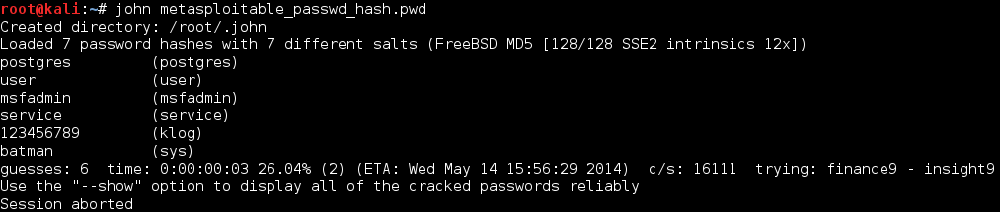 root@kali:~# john metasploitable_passwd_hash.pwd
Created directory: /root/.john
Loaded 7 password hashes with 7 different salts (FreeBSD MD5 [128/128 SSE2 intrinsics 12x])
postgres         (postgres)
user             (user)
msfadmin         (msfadmin)
service          (service)
123456789        (klog)
batman           (sys)
guesses: 6  time: 0:00:00:03 26.04% (2) (ETA: Wed May 14 15:56:29 2014)  c/s: 16111  trying: finance9 - insight9
Use the "--show" option to display all of the cracked passwords reliably
Session aborted